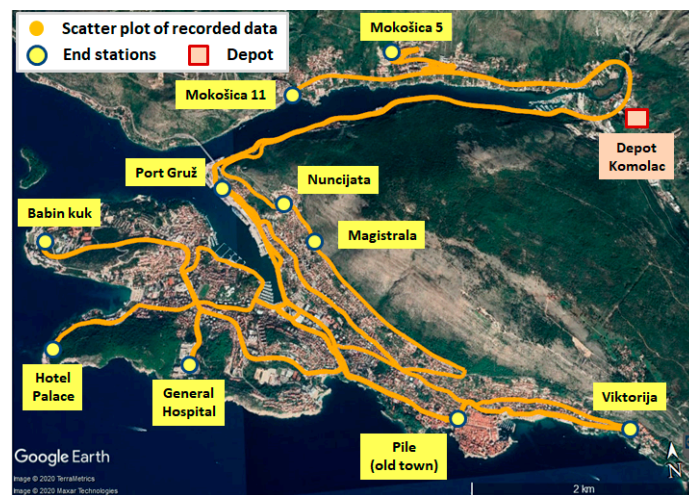 Scatter plot of recorded data
End stations
Depot
Mokošica 5
Mokošica 11
Depot
Komolac
Port Gruž
Nuncijata
Babin kuk
Magistrala
Hotel
Palace
General
Hospital
Viktorija
Pile
(old town)
Google Earth
Image © 2020 TerraMetrics
Image © 2020 Maxar Technologies
2 km
N